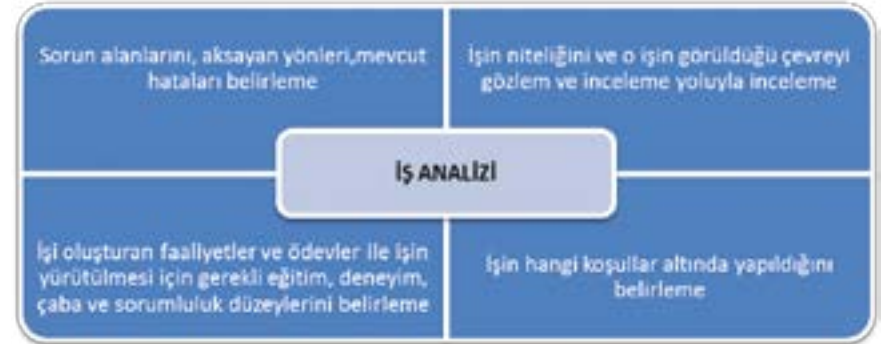 Sorun alanlarını, aksayan yönleri,mevcut
hataları belirleme
İşin niteliğini ve o işin görüldüğü çevreyi
gözlem ve inceleme yoluyla inceleme
İŞ ANALİZİ
İşi oluşturan faaliyetler ve ödevler ile işin
yürütülmesi için gerekli eğitim, deneyim,
çaba ve sorumluluk düzeylerini belirleme
İşin hangi koşullar altında yapıldığını
belirleme